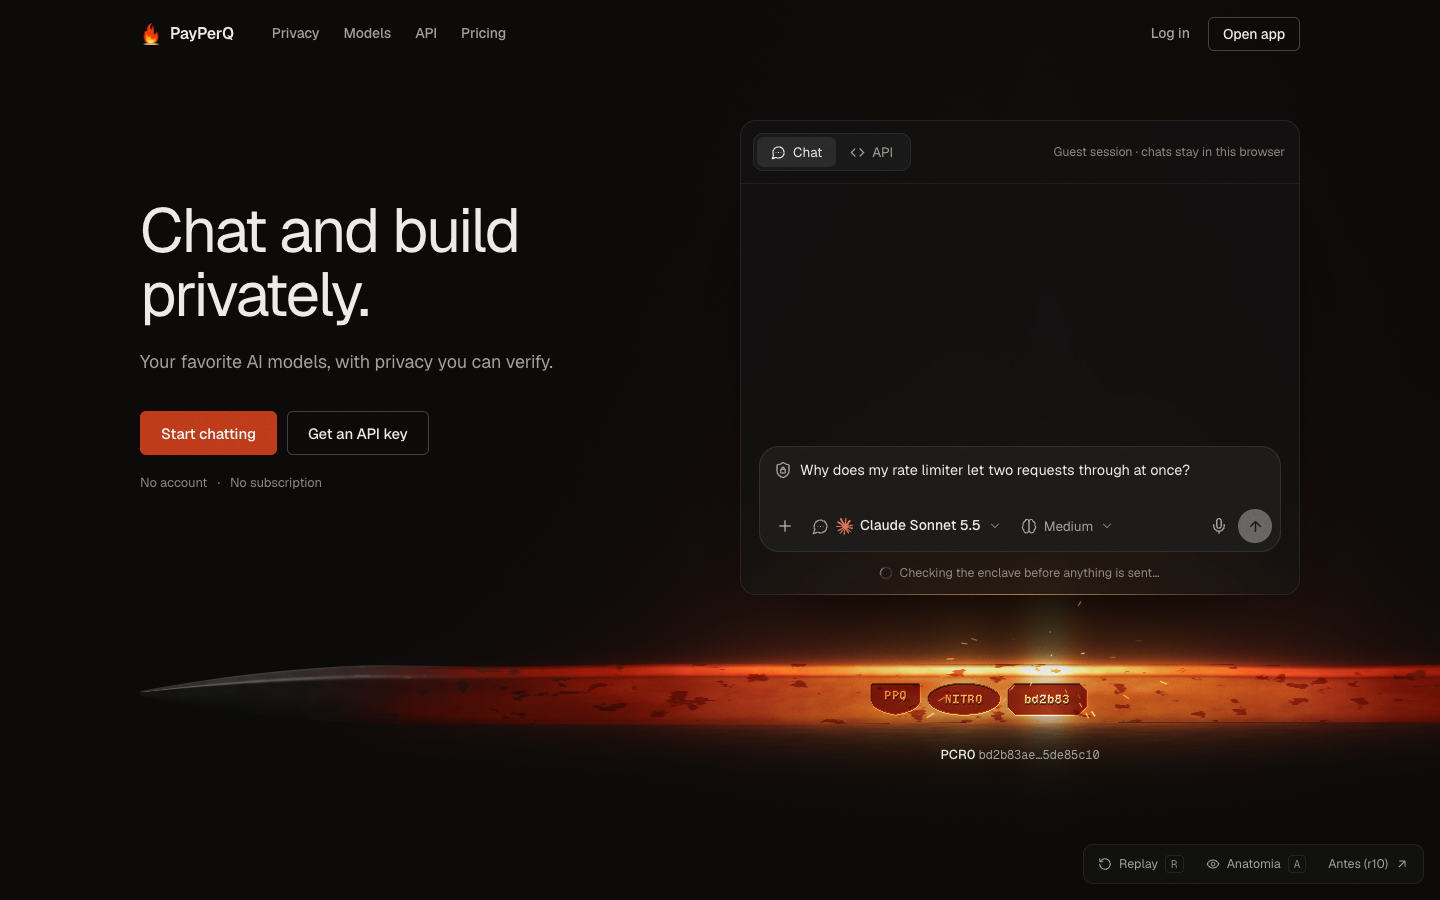 PayPerQ
Privacy Models API Pricing
Log in
Open app
Chat and build
privately.
Your favorite AI models, with privacy you can verify.
Start chatting
Get an API key
No account · No subscription
Chat
API
Guest session · chats stay in this browser
Why does my rate limiter let two requests through at once?
Claude Sonnet 5.5
Medium
Checking the enclave before anything is sent…
PPQ
NITRO
bd2b83
PCR0 bd2b83ae…5de85c10
Replay R
Anatomia A
Antes (r10)